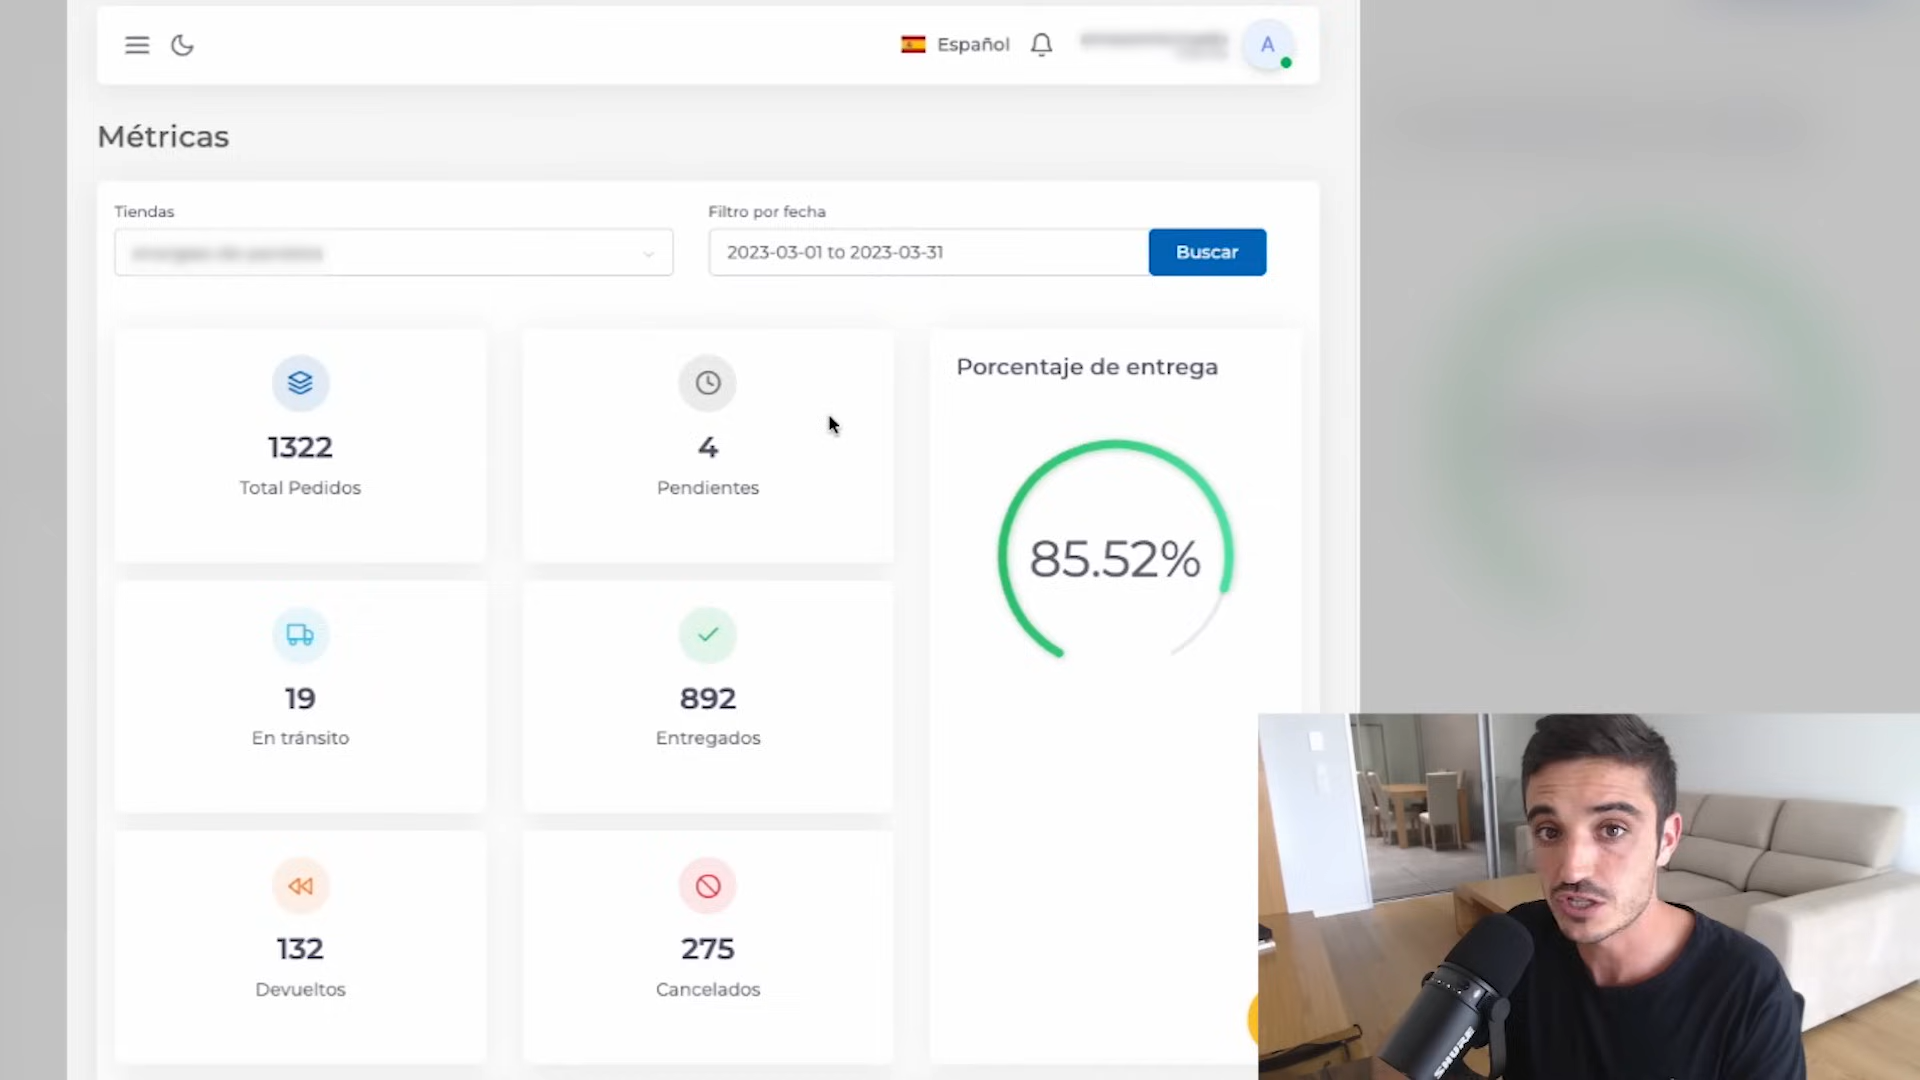 Español
A
Métricas
Tiendas
Filtro por fecha
2023-03-01 to 2023-03-31
Buscar
1322
Total Pedidos
4
Pendientes
Porcentaje de entrega
85.52%
19
En tránsito
892
Entregados
132
Devueltos
275
Cancelados
SHURE